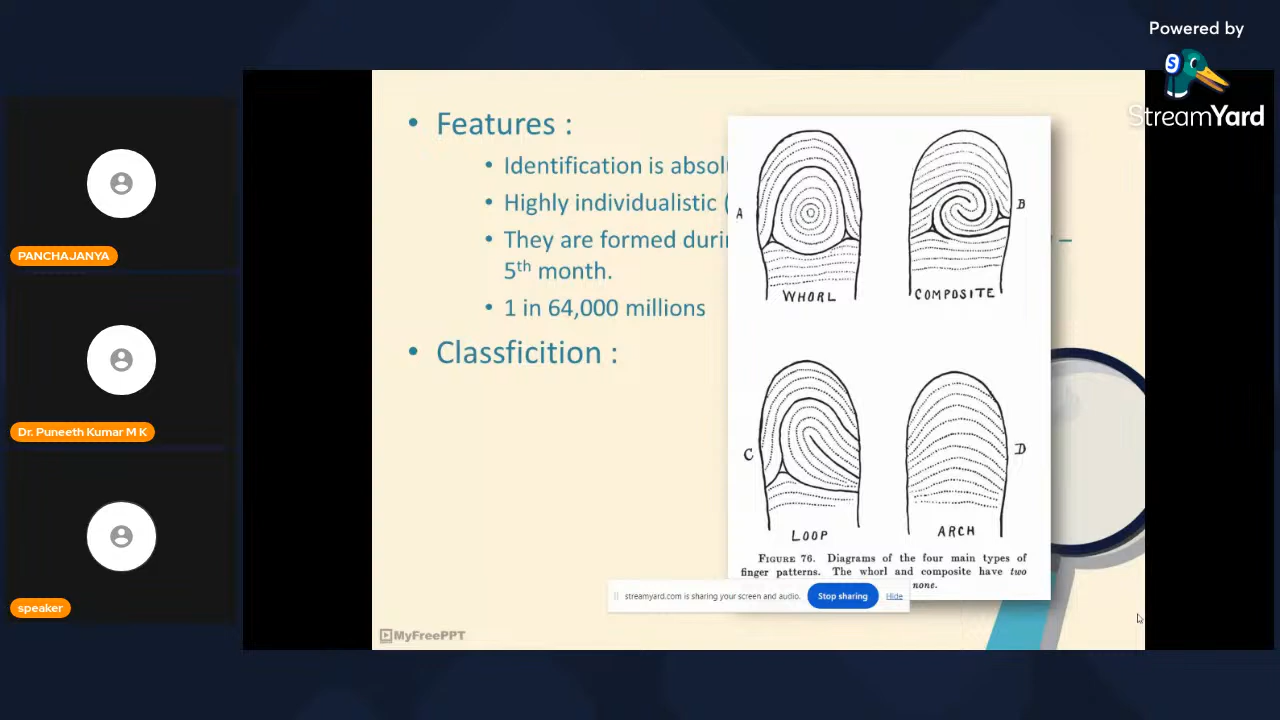 Powered by
StreamYard
PANCHAJANYA
Dr. Puneeth Kumar M K
speaker
• Features :
• Identification is
• Highly individualistic (
• They are formed –
5th month.
• 1 in 64,000 millions
• Classficition :
A
WHORL
B
COMPOSITE
C
LOOP
D
ARCH
FIGURE 76. Diagrams of the four main types of
finger patterns. The whorl and composite have two
none.
streamyard.com is sharing your screen and audio.
Stop sharing
Hide
MyFreePPT